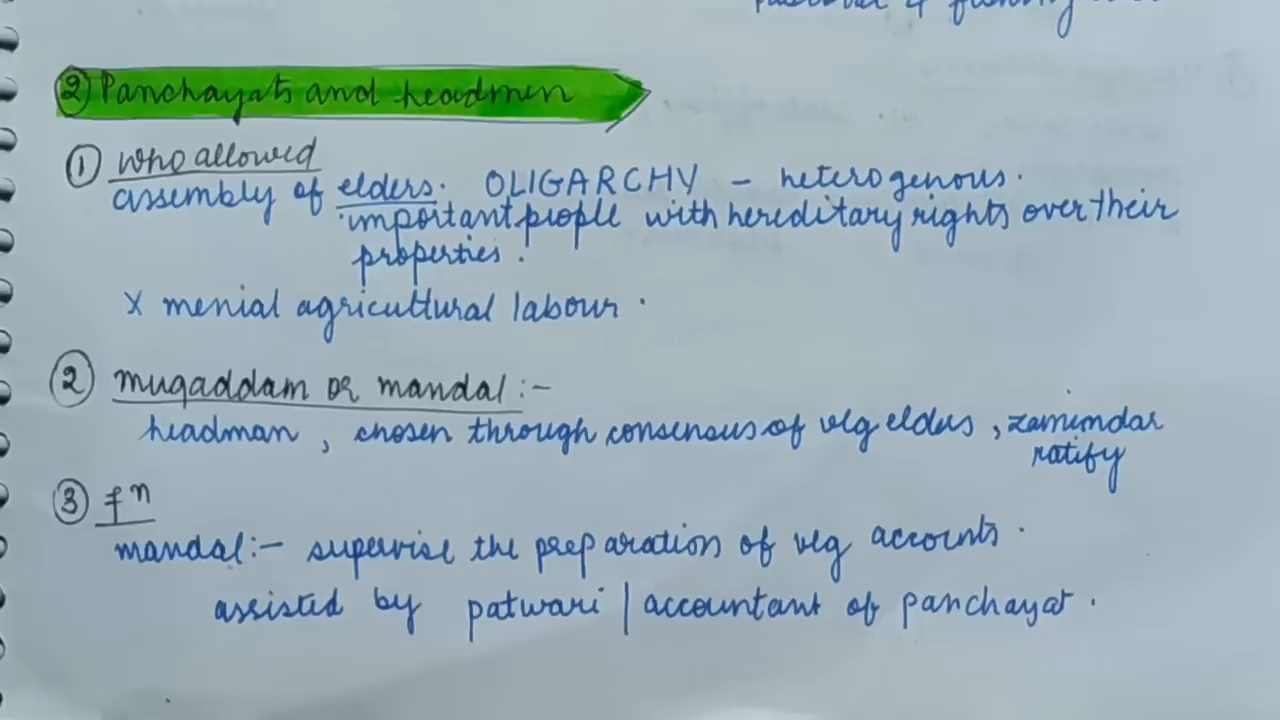 ② Panchayats and headmen
① who allowed
assembly of elders. OLIGARCHY - heterogenous.
important people with hereditary rights over their
properties.
x menial agricultural labour.
② muqaddam or mandal :-
headman, chosen through consensus of vlg elders, zamindar
ratify
③ fn
mandal :- supervise the preparation of vlg accounts.
assisted by patwari | accountant of panchayat.